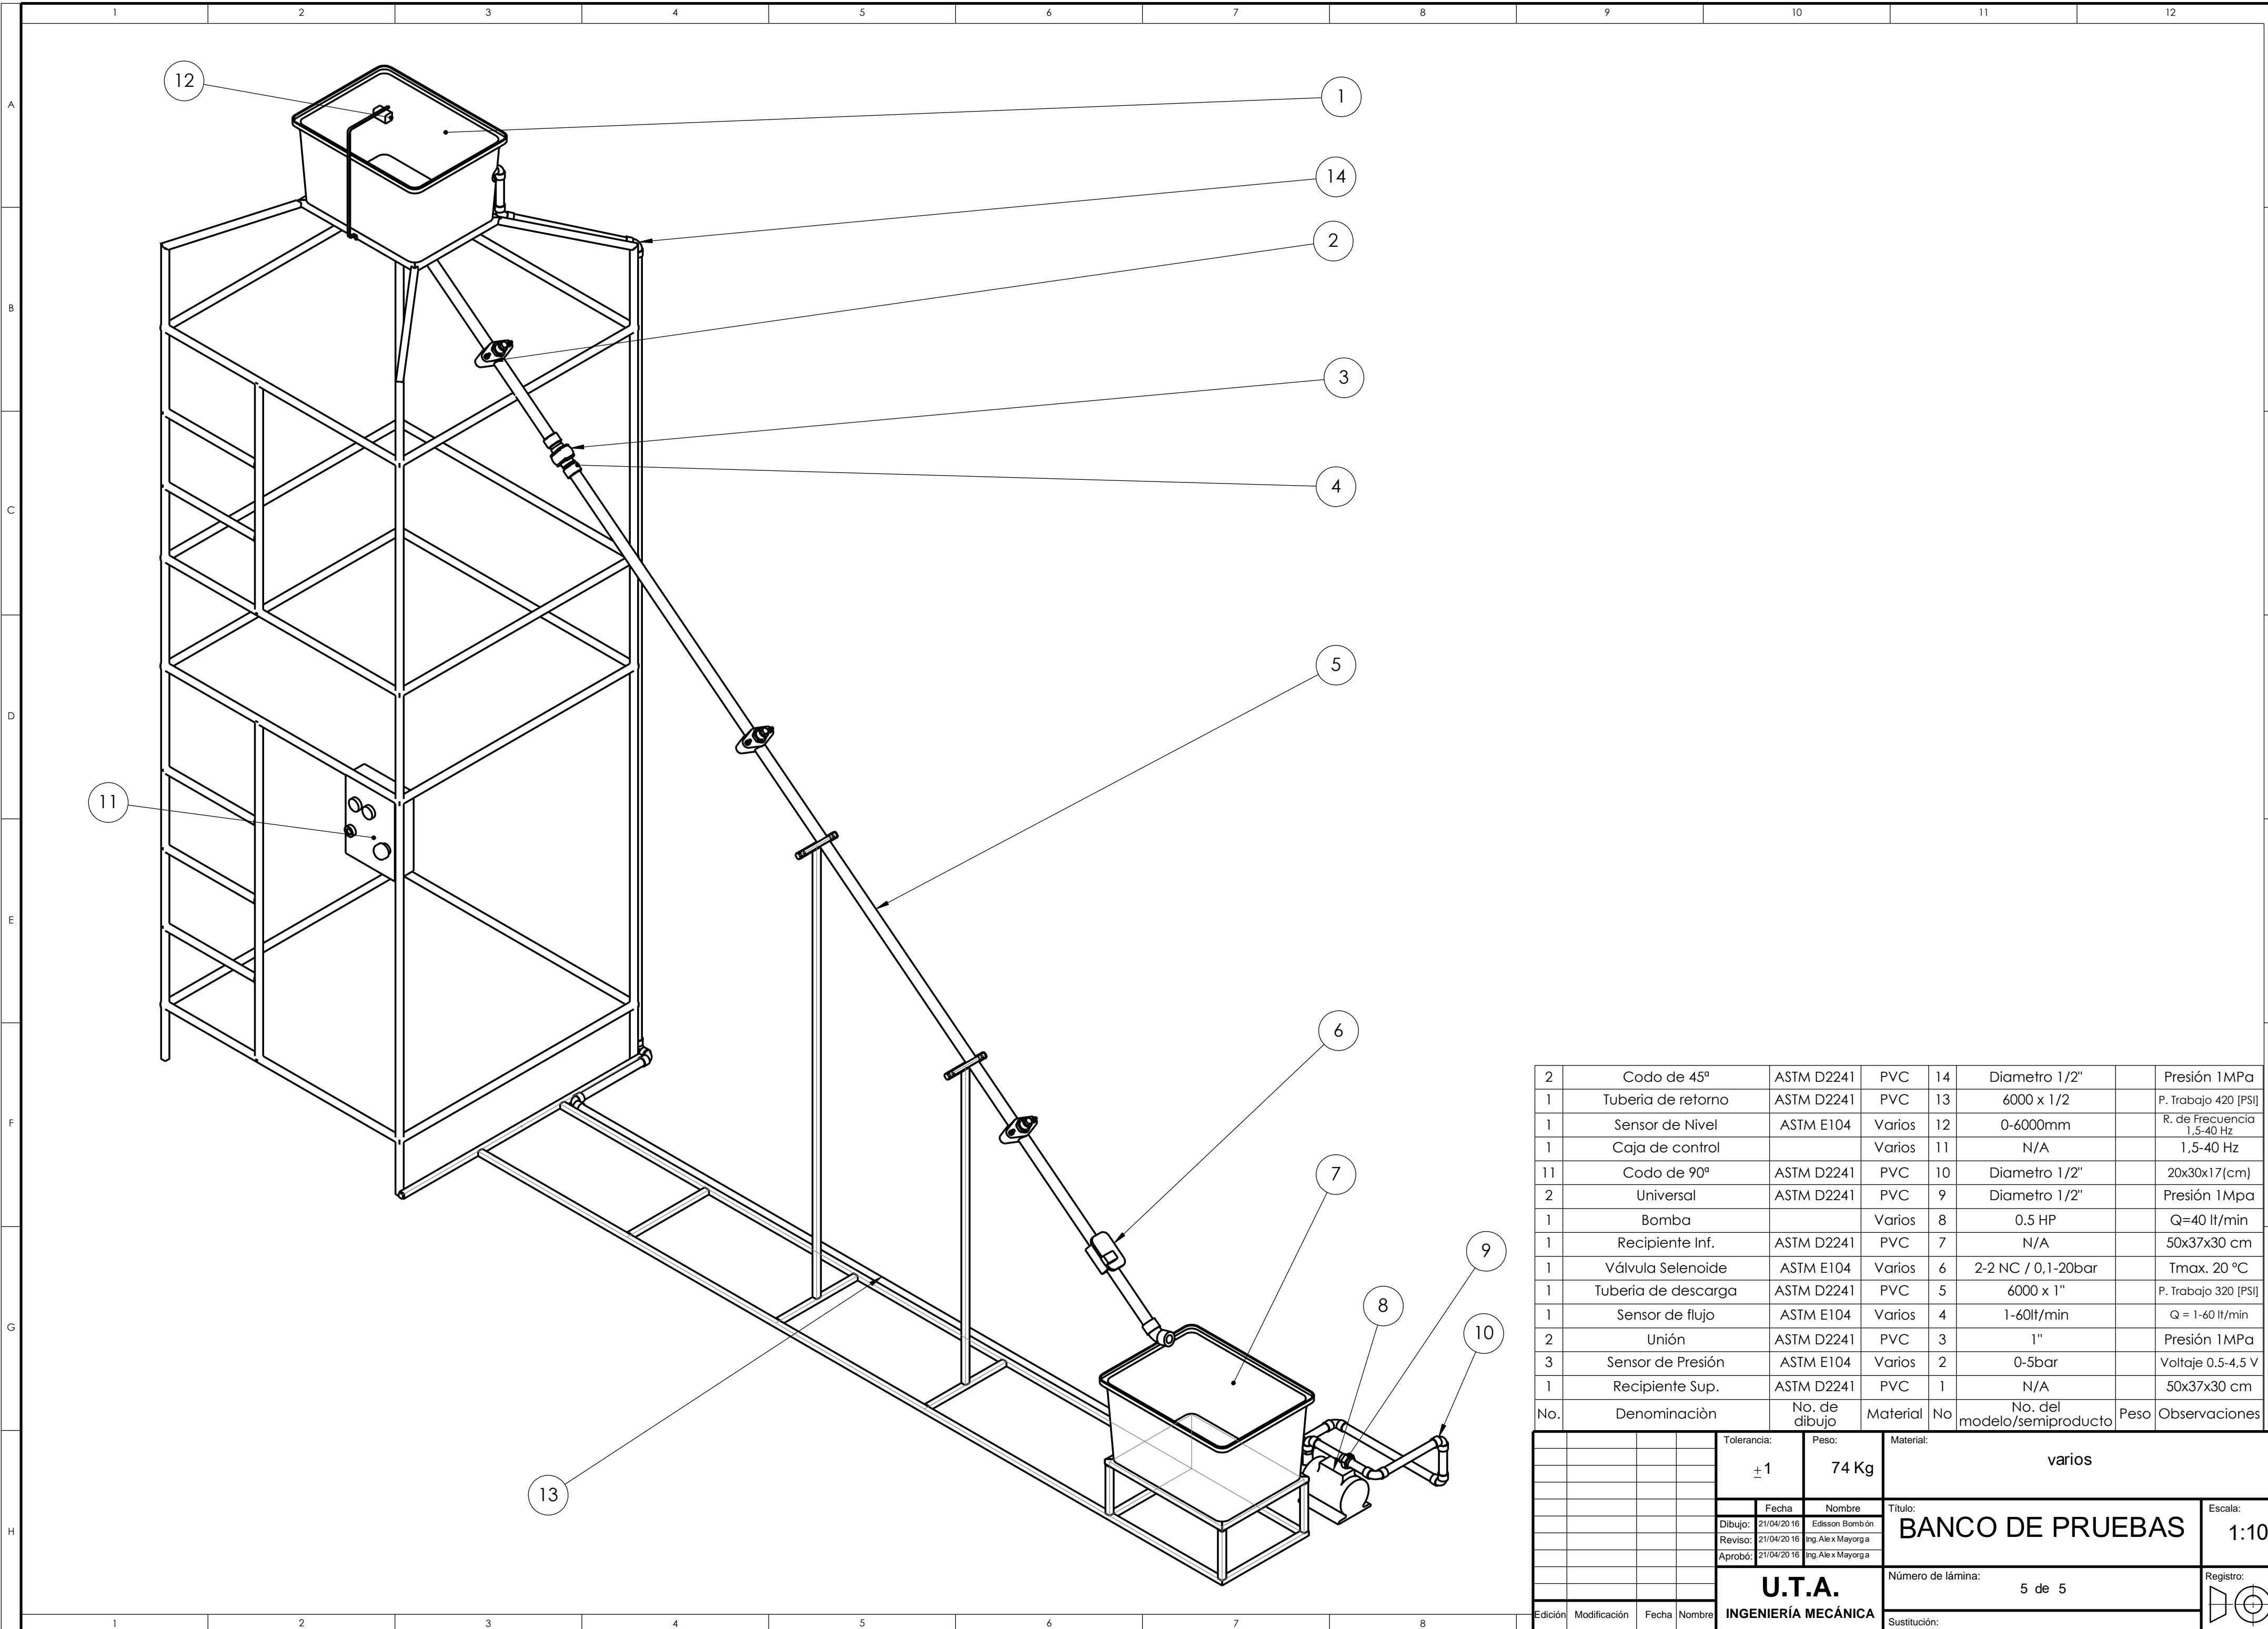 1 2 3 4 5 6 7 8 9 10 11 12
A
B
C
D
E
F
G
H
12
1
14
2
3
4
5
11
6
7
9
8
10
13
2 Codo de 45ª ASTM D2241 PVC 14 Diametro 1/2" Presión 1MPa
1 Tuberia de retorno ASTM D2241 PVC 13 6000 x 1/2 P. Trabajo 420 [PSI]
1 Sensor de Nivel ASTM E104 Varios 12 0-6000mm R. de Frecuencia 1,5-40 Hz
1 Caja de control Varios 11 N/A 1,5-40 Hz
11 Codo de 90ª ASTM D2241 PVC 10 Diametro 1/2" 20x30x17(cm)
2 Universal ASTM D2241 PVC 9 Diametro 1/2" Presión 1Mpa
1 Bomba Varios 8 0.5 HP Q=40 lt/min
1 Recipiente Inf. ASTM D2241 PVC 7 N/A 50x37x30 cm
1 Válvula Selenoide ASTM E104 Varios 6 2-2 NC / 0,1-20bar Tmax. 20 ºC
1 Tuberia de descarga ASTM D2241 PVC 5 6000 x 1" P. Trabajo 320 [PSI]
1 Sensor de flujo ASTM E104 Varios 4 1-60lt/min Q = 1-60 lt/min
2 Unión ASTM D2241 PVC 3 1" Presión 1MPa
3 Sensor de Presión ASTM E104 Varios 2 0-5bar Voltaje 0.5-4,5 V
1 Recipiente Sup. ASTM D2241 PVC 1 N/A 50x37x30 cm
No. Denominaciòn No. de dibujo Material No No. del modelo/semiproducto Peso Observaciones
Tolerancia: Peso: Material:
±1 74 Kg varios
Fecha Nombre Título: Escala:
Dibujo: 21/04/2016 Edisson Bombón
Reviso: 21/04/2016 Ing. Alex Mayorga
Aprobó: 21/04/2016 Ing. Alex Mayorga
BANCO DE PRUEBAS 1:10
U.T.A.
INGENIERÍA MECÁNICA
Número de lámina: 5 de 5
Registro:
Sustitución:
Edición Modificación Fecha Nombre
1 2 3 4 5 6 7 8